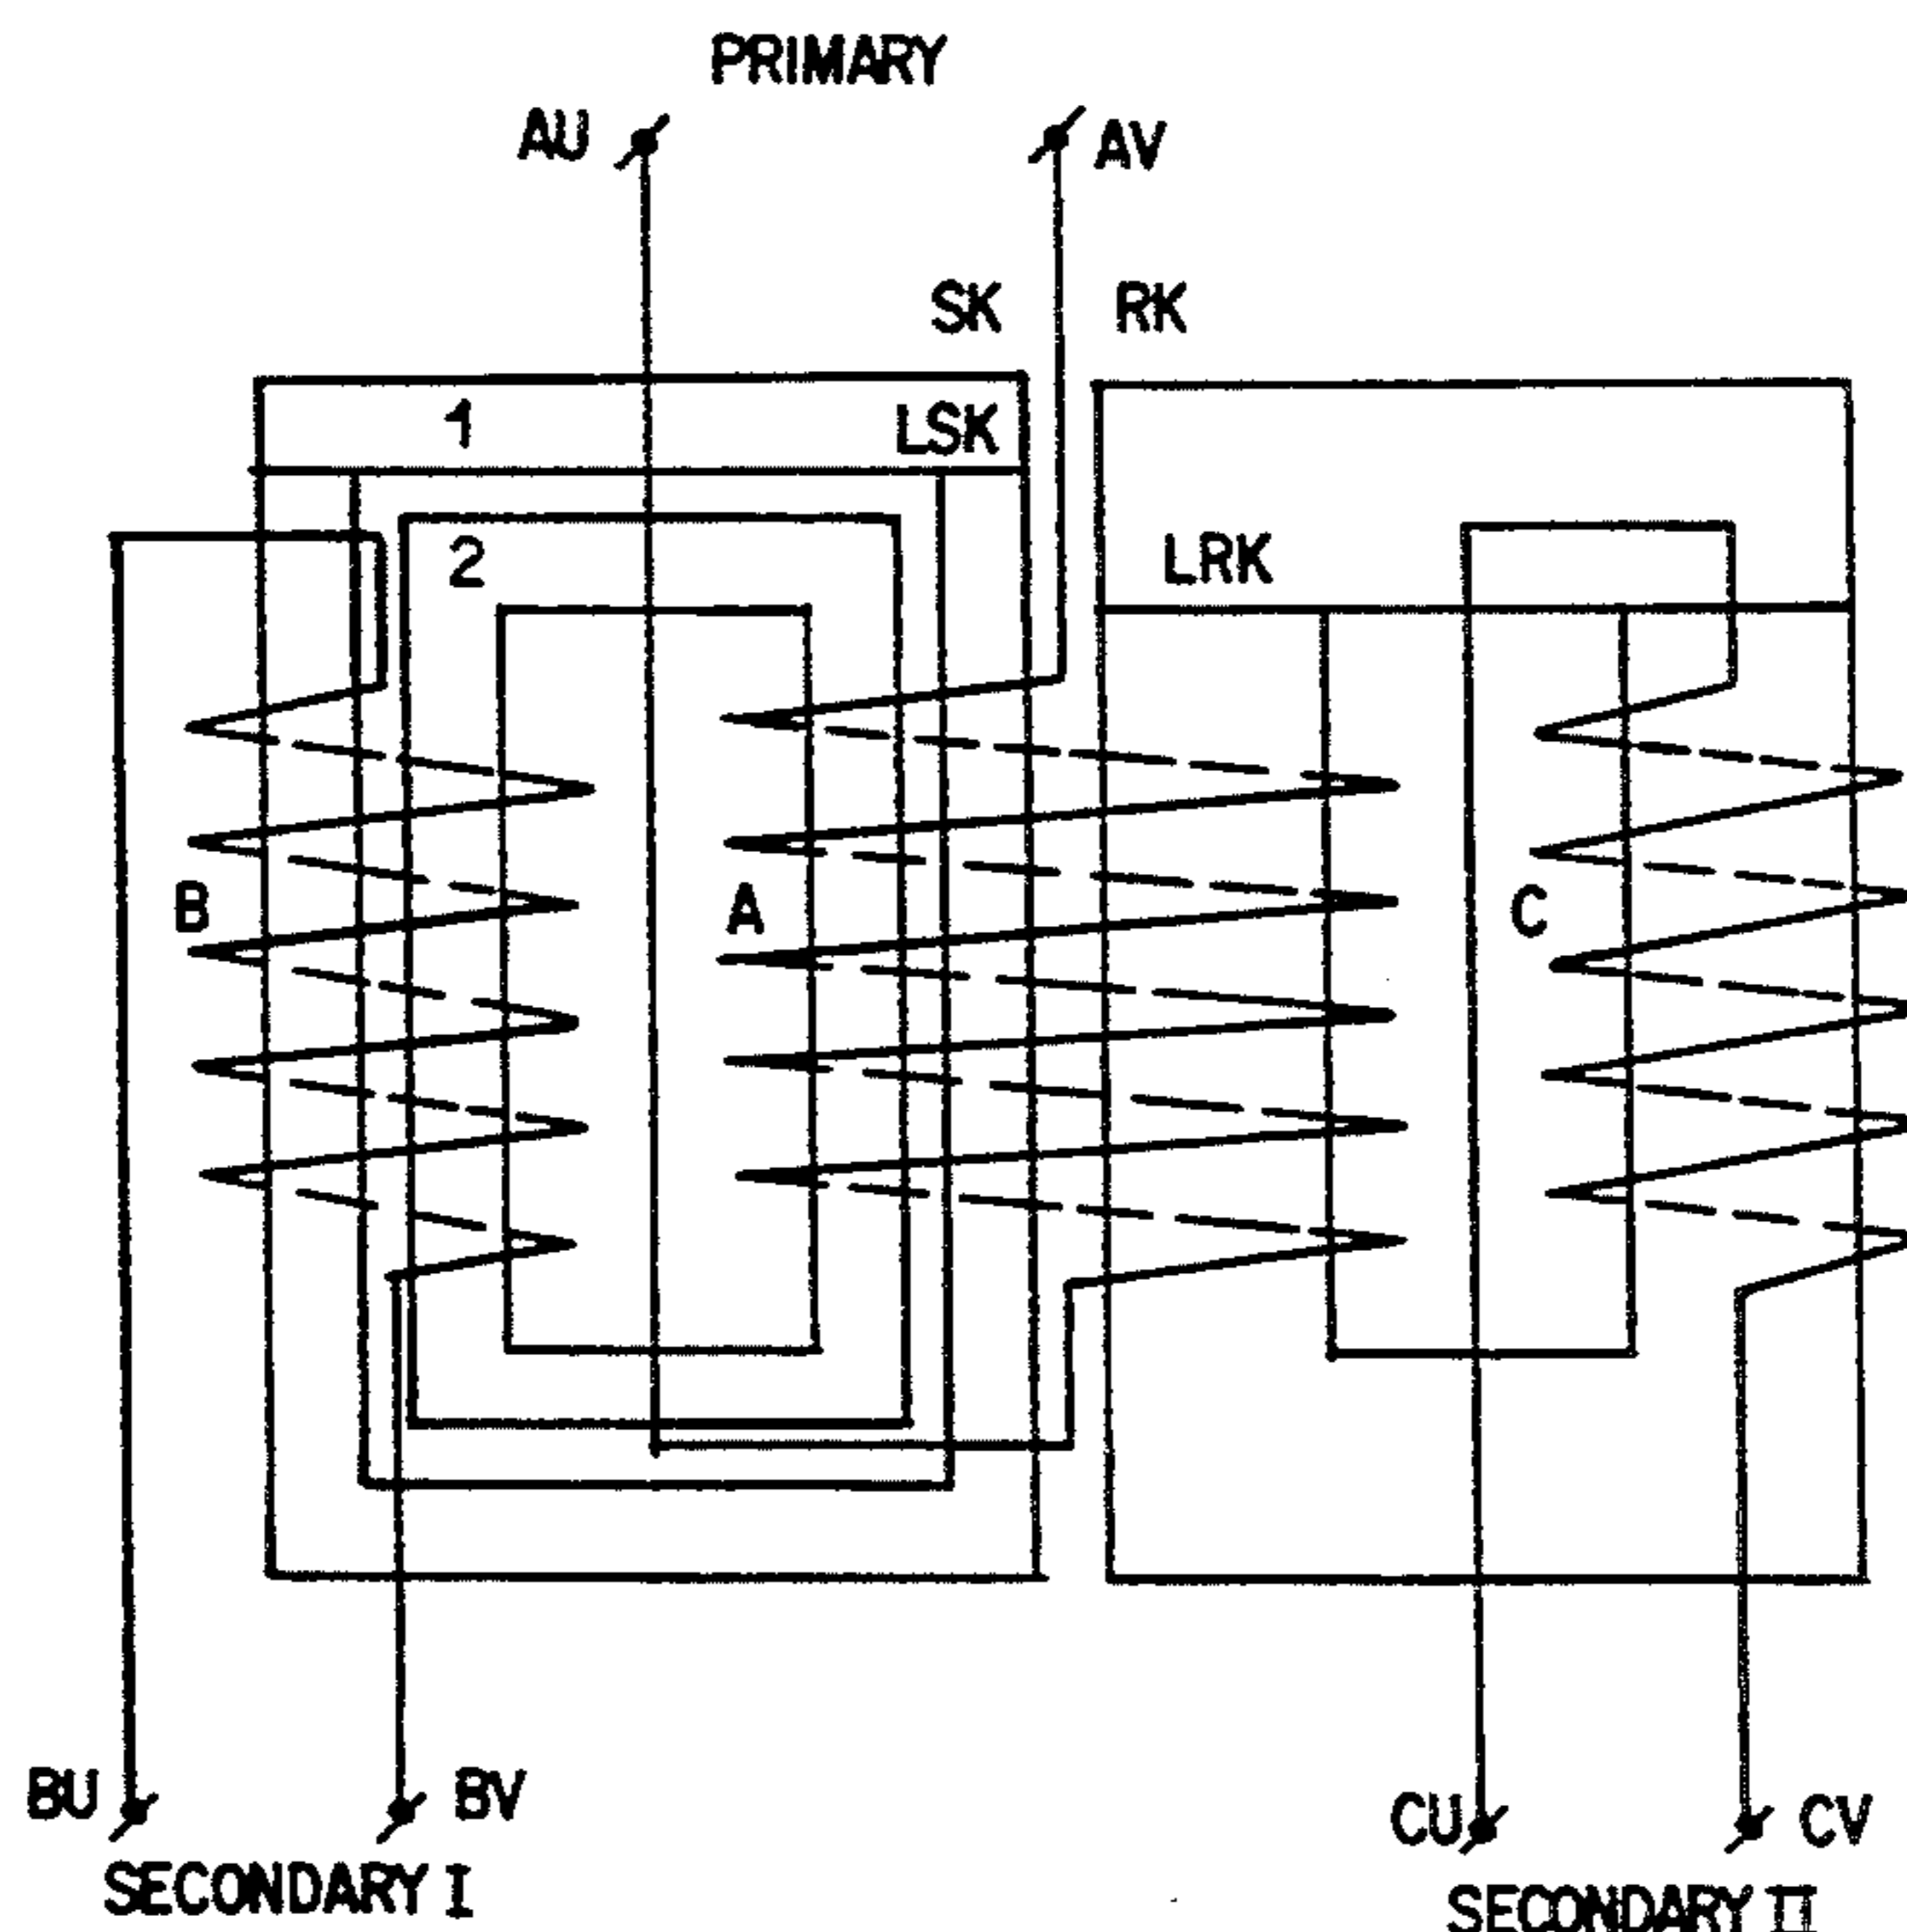 PRIMARY
AU
AV
SK
RK
1
LSK
2
LRK
B
A
C
BU
BV
CU
CV
SECONDARY I
SECONDARY II